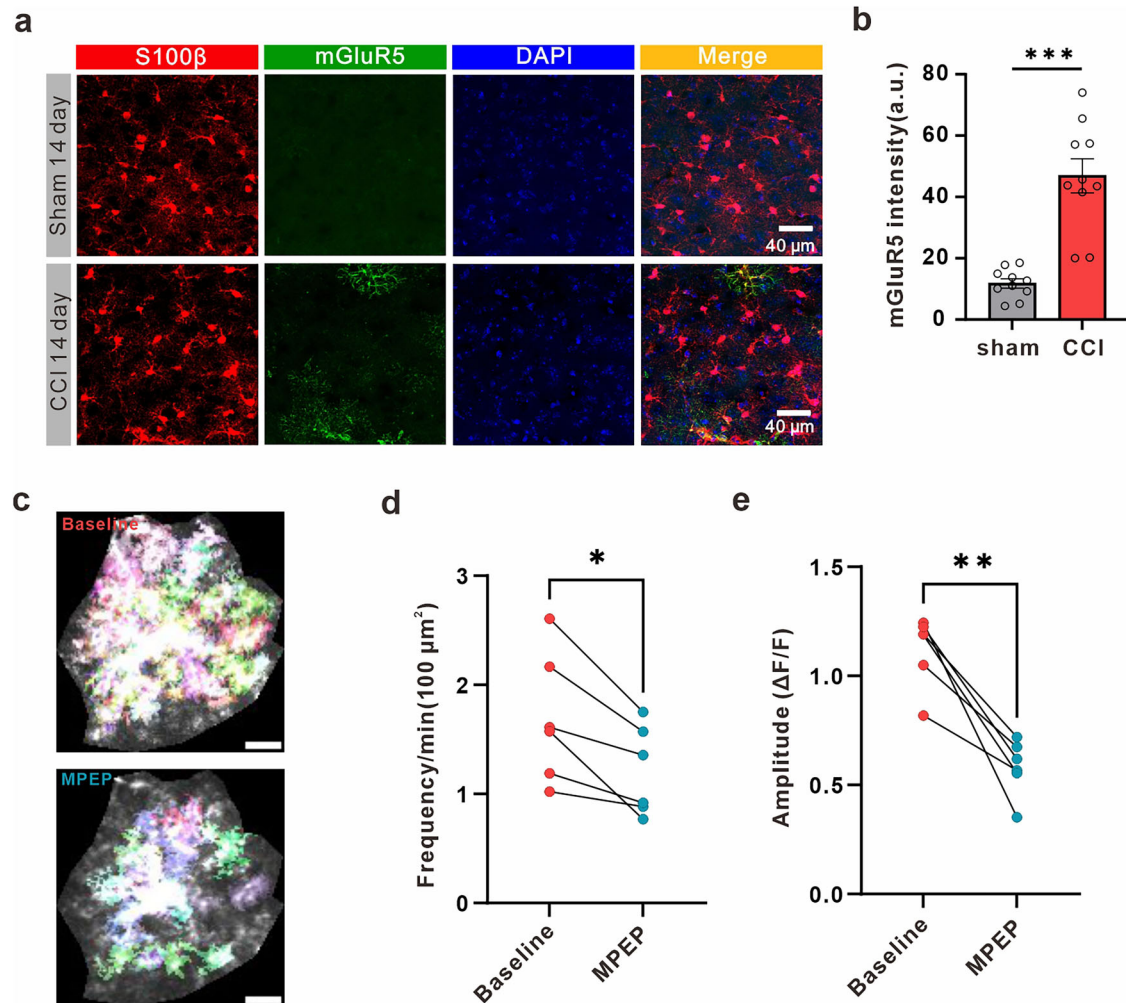 a
S100β mGluR5 DAPI Merge
Sham 14 day
40 µm
CCI 14 day
40 µm
b
***
mGluR5 intensity(a.u.)
80
60
40
20
0
sham CCI
c
Baseline
MPEP
d
*
Frequency/min(100 µm²)
3
2
1
0
Baseline
MPEP
e
**
Amplitude (ΔF/F)
1.5
1.0
0.5
0.0
Baseline
MPEP